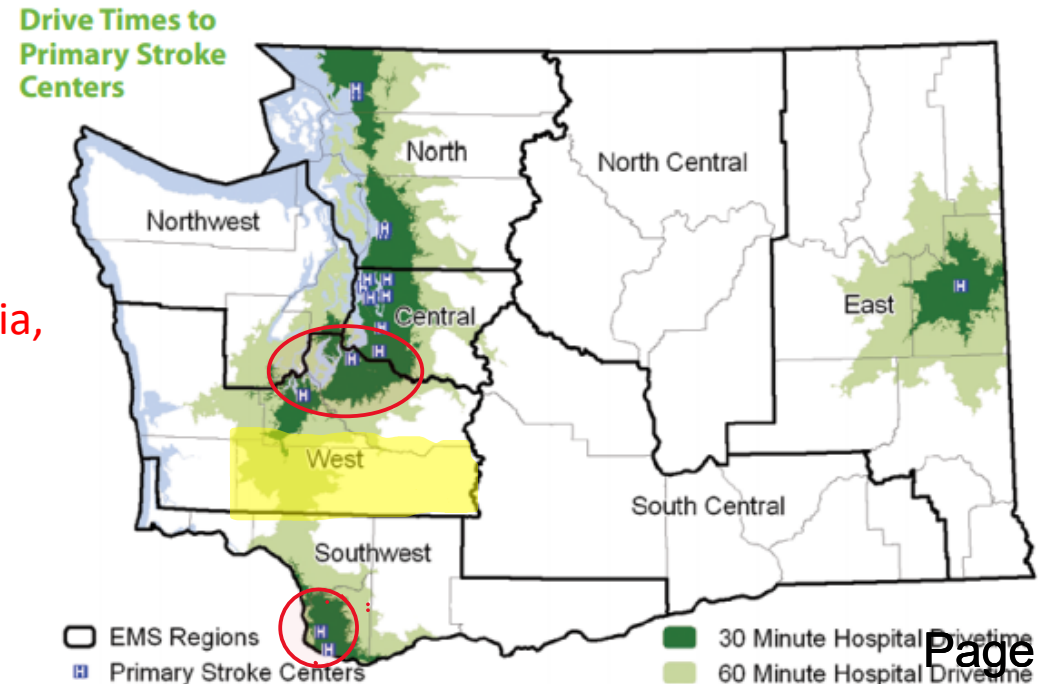 Drive Times to
Primary Stroke
Centers
North
North Central
Northwest
ia,
Central
East
West
South Central
Southwest
EMS Regions
H Primary Stroke Centers
30 Minute Hospital Drivetime
60 Minute Hospital Drivetime
Page